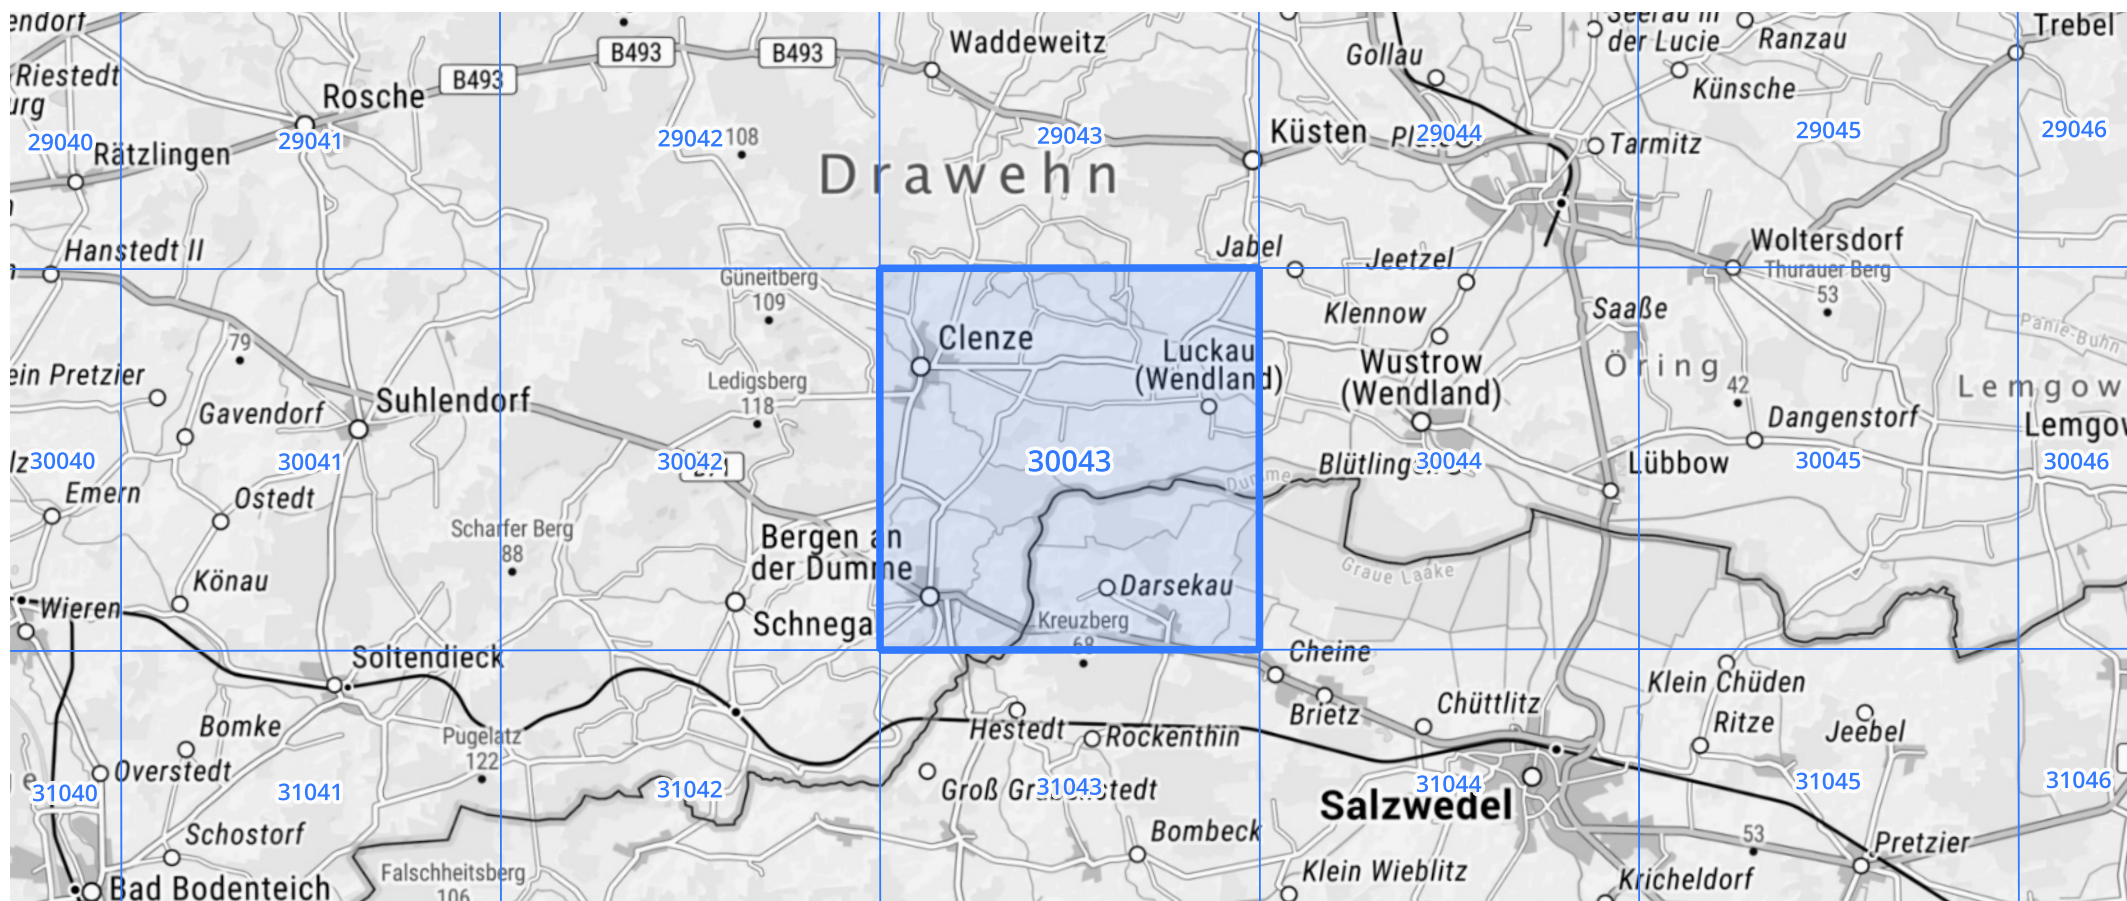 endorf
Waddeweitz
Seerau in
der Lucie
Ranzau
Trebel
Gollau
B493
B493
B493
Riestedt
urg
Rosche
Künsche
29040
Rätzlingen
29041
29042
108
29043
Küsten
29044
Tarmitz
29045
29046
Drawehn
Hanstedt II
Jabel
Jeetzel
Woltersdorf
Thurauer Berg
53
Güneitberg
109
Klennow
Saaße
Panie-Buhn
79
Clenze
Luckau
(Wendland)
Wustrow
(Wendland)
Öring
42
Lemgow
ein Pretzier
Gavendorf
Suhlendorf
Ledigsberg
118
Dangenstorf
Lemgow
lz
30040
30041
30042
30043
30044
Lübbow
30045
30046
Dumme
Emern
Ostedt
Scharfer Berg
88
Bergen an
der Dumme
Graue Laake
Könau
Darsekau
Wieren
Schnega
Kreuzberg
68
Soltendieck
Cheine
Klein Chüden
Brietz
Chüttlitz
Ritze
Jeebel
Bomke
Pugelatz
122
Hestedt
Rockenthin
Overstedt
31040
31041
31042
31043
31044
31045
31046
Salzwedel
Schostorf
Bombeck
53
Pretzier
Falschheitsberg
106
Bad Bodenteich
Klein Wieblitz
Kricheldorf